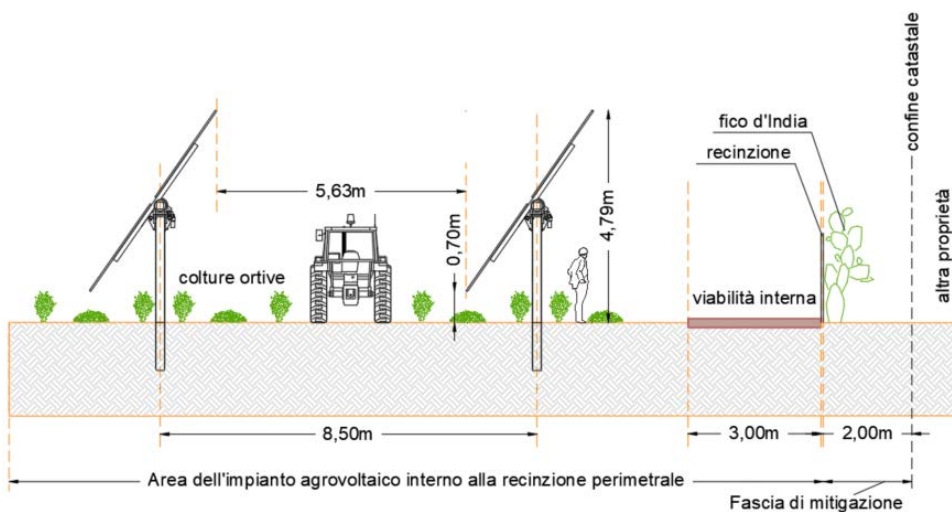 fico d'India
recinzione
confine catastale
altra proprietà
5,63m
0,70m
4,79m
colture ortive
viabilità interna
8,50m
3,00m
2,00m
Area dell'impianto agrovoltaico interno alla recinzione perimetrale
Fascia di mitigazione